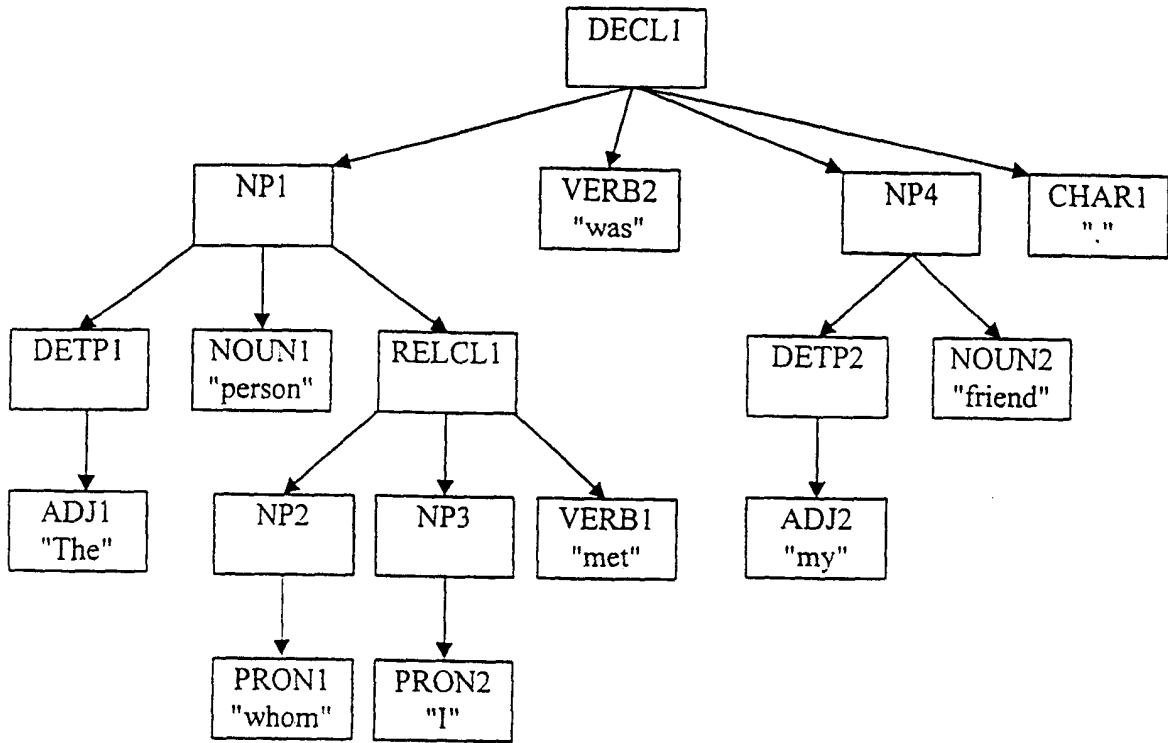 DECL1
NP1
VERB2
"was"
NP4
CHAR1
"."
DETP1
NOUN1
"person"
RELCL1
DETP2
NOUN2
"friend"
ADJ1
"The"
NP2
NP3
VERB1
"met"
ADJ2
"my"
PRON1
"whom"
PRON2
"I"